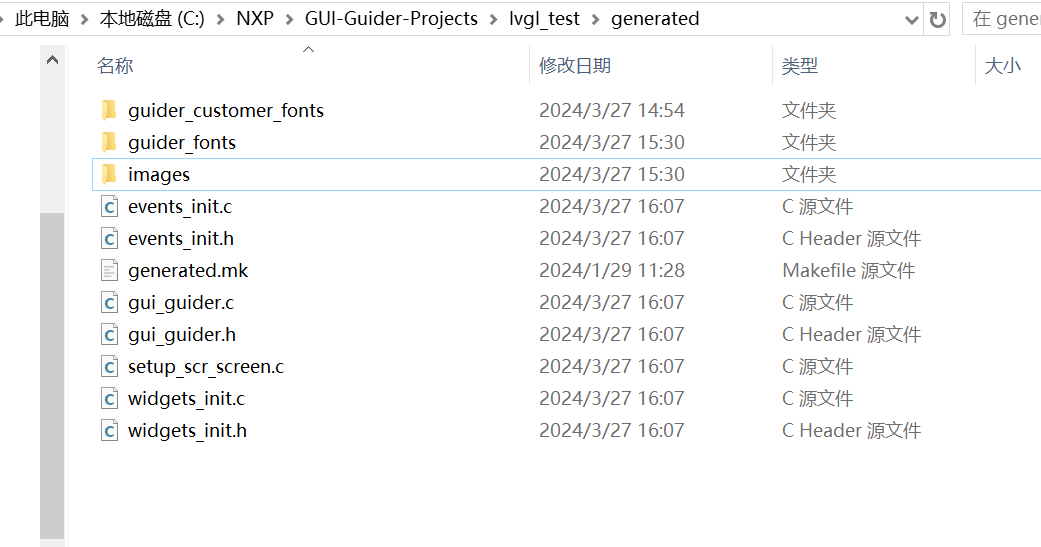 此电脑 本地磁盘 (C:) NXP GUI-Guider-Projects lvgl_test generated 在 gene
名称 修改日期 类型 大小
guider_customer_fonts 2024/3/27 14:54 文件夹
guider_fonts 2024/3/27 15:30 文件夹
images 2024/3/27 15:30 文件夹
events_init.c 2024/3/27 16:07 C 源文件
events_init.h 2024/3/27 16:07 C Header 源文件
generated.mk 2024/1/29 11:28 Makefile 源文件
gui_guider.c 2024/3/27 16:07 C 源文件
gui_guider.h 2024/3/27 16:07 C Header 源文件
setup_scr_screen.c 2024/3/27 16:07 C 源文件
widgets_init.c 2024/3/27 16:07 C 源文件
widgets_init.h 2024/3/27 16:07 C Header 源文件